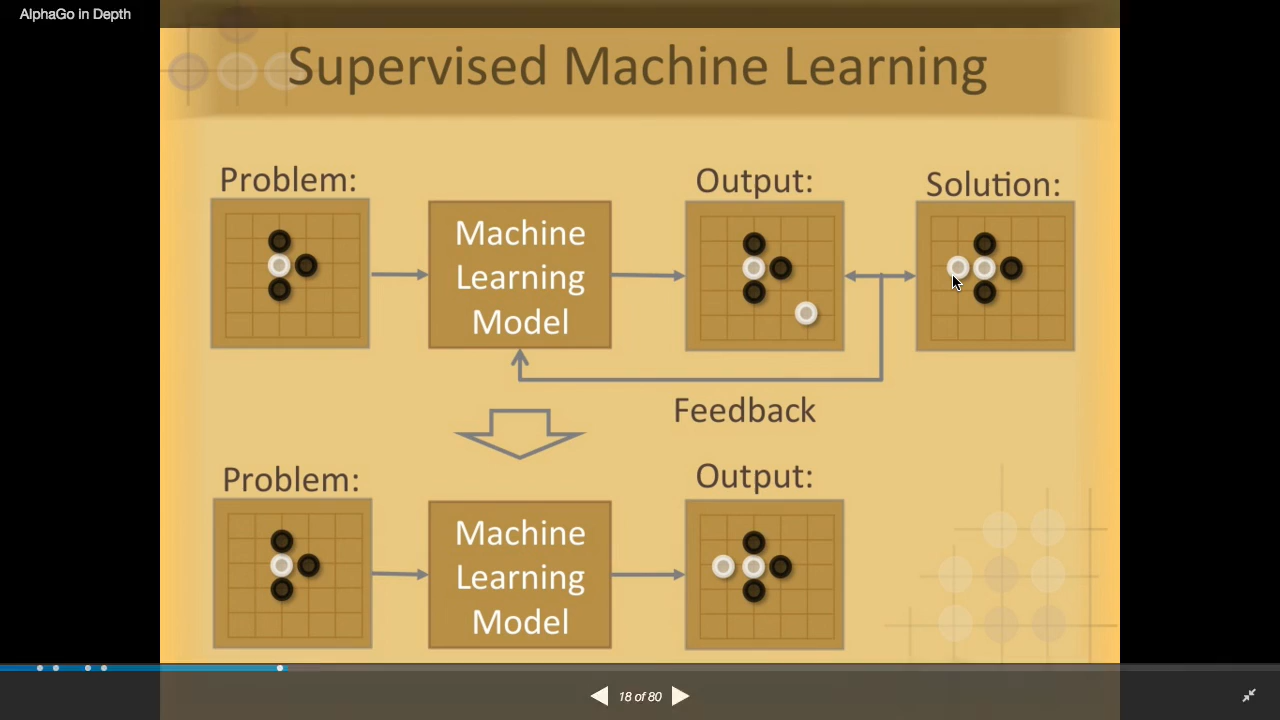 AlphaGo in Depth
Supervised Machine Learning
Problem:
Output:
Solution:
Machine
Learning
Model
Feedback
Problem:
Output:
Machine
Learning
Model
18 of 80